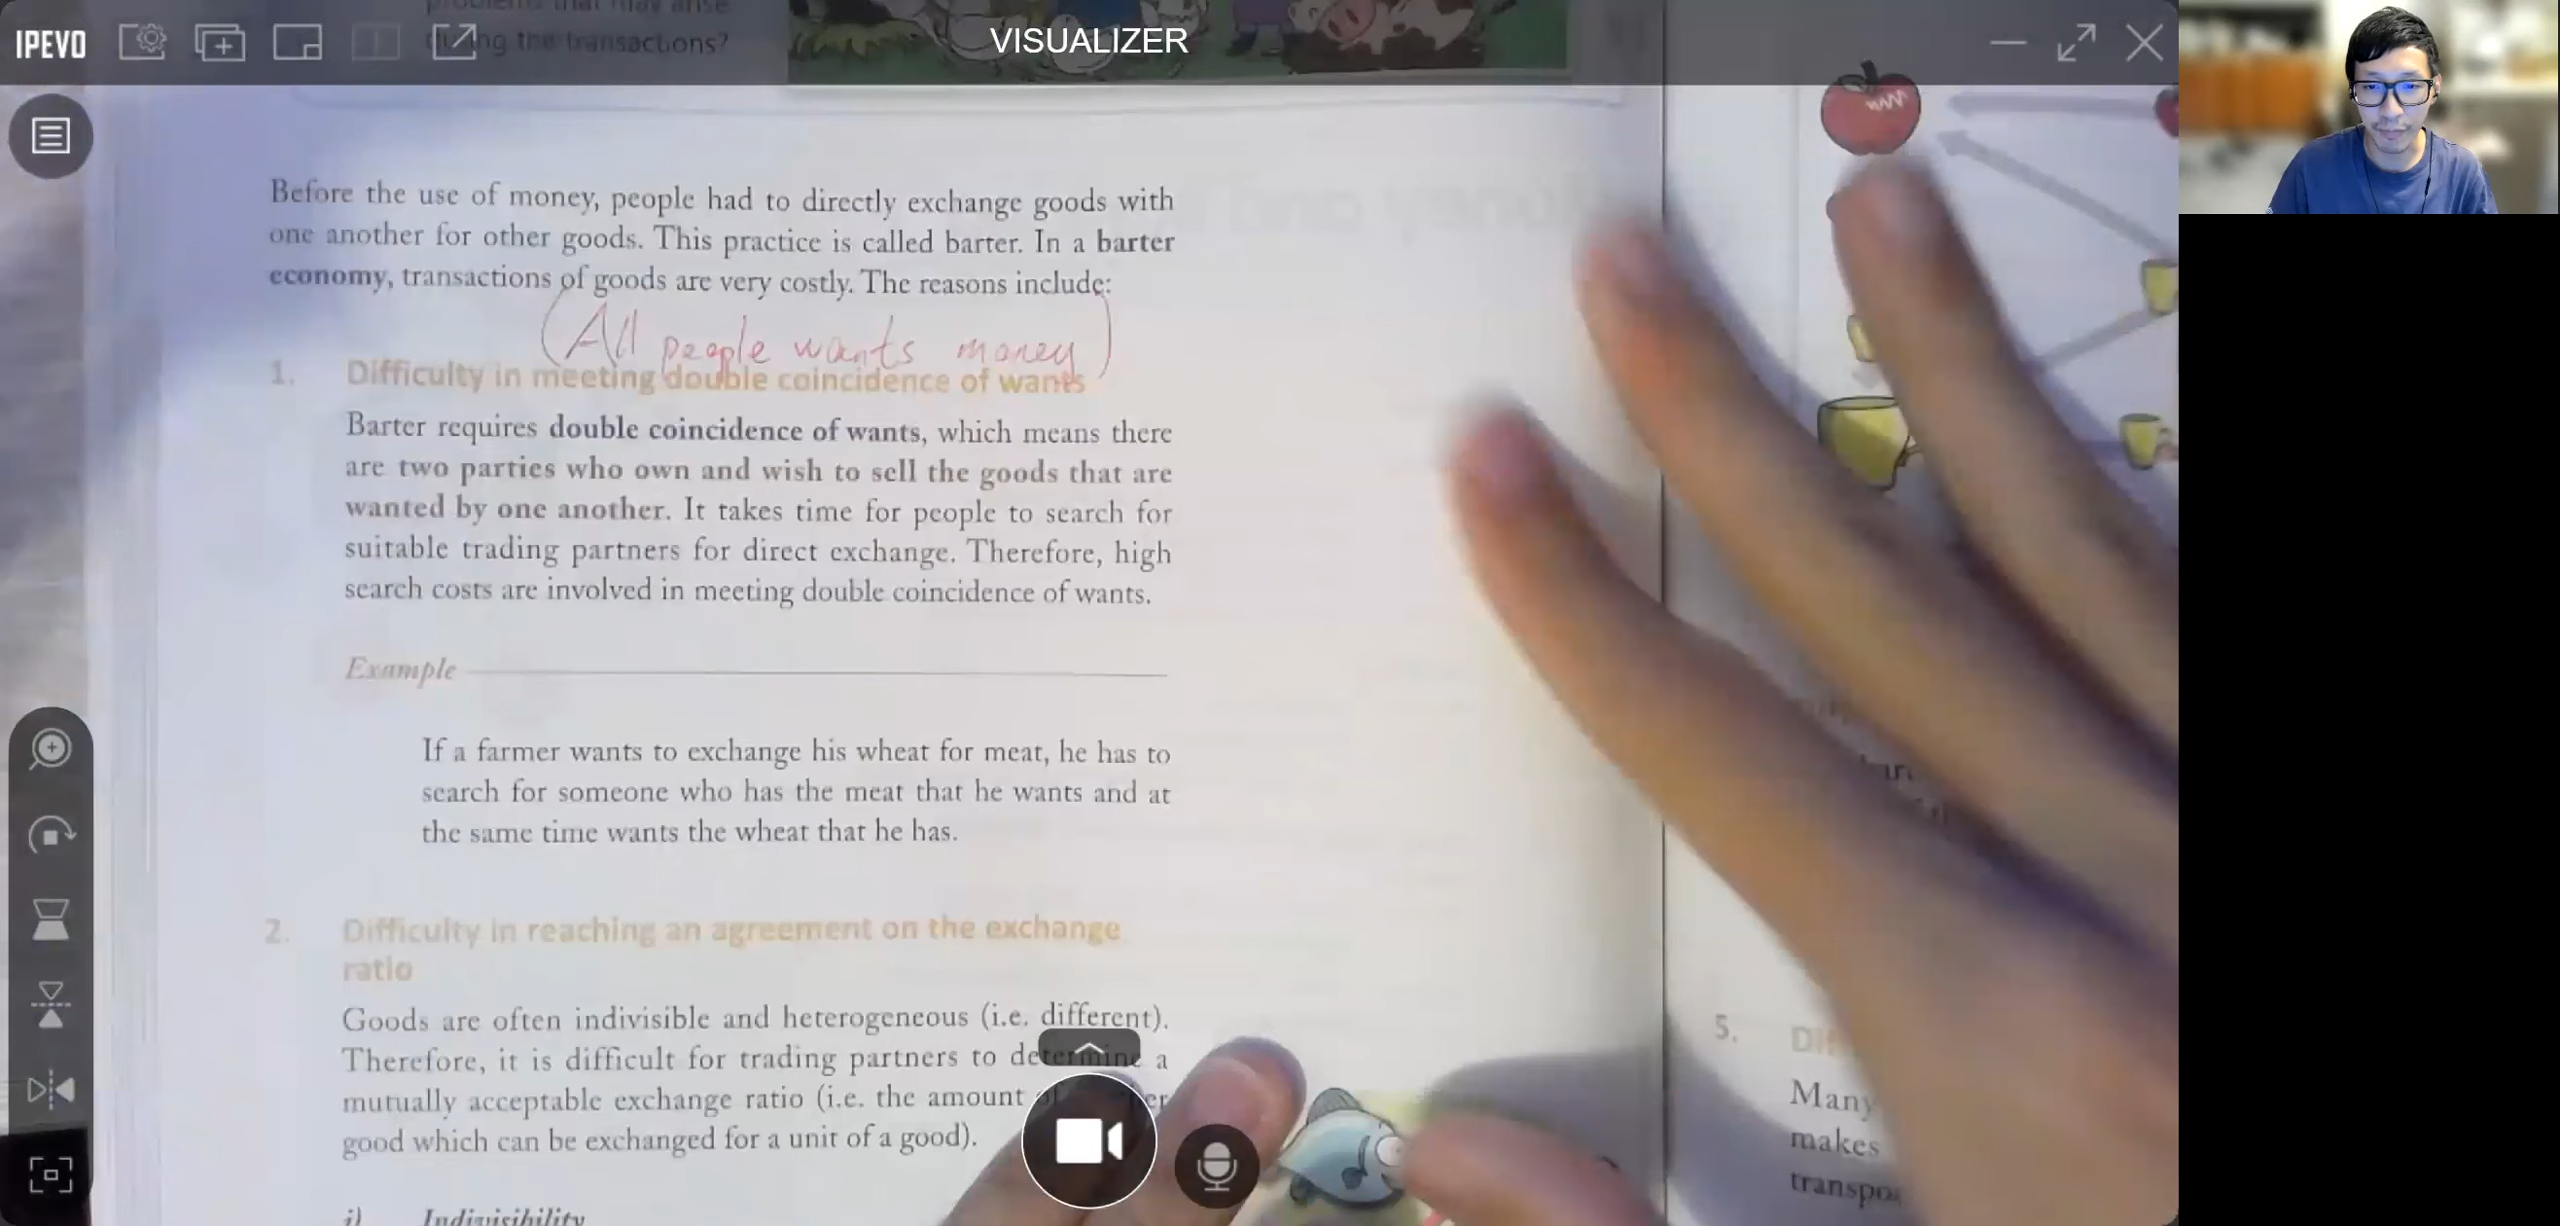 problems that may arise
during the transactions?
IPEVO
VISUALIZER
Before the use of money, people had to directly exchange goods with
one another for other goods. This practice is called barter. In a barter
economy, transactions of goods are very costly. The reasons include:
(All people wants money)
1. Difficulty in meeting double coincidence of wants
Barter requires double coincidence of wants, which means there
are two parties who own and wish to sell the goods that are
wanted by one another. It takes time for people to search for
suitable trading partners for direct exchange. Therefore, high
search costs are involved in meeting double coincidence of wants.
Example
If a farmer wants to exchange his wheat for meat, he has to
search for someone who has the meat that he wants and at
the same time wants the wheat that he has.
2. Difficulty in reaching an agreement on the exchange
ratio
Goods are often indivisible and heterogeneous (i.e. different).
Therefore, it is difficult for trading partners to determine a
mutually acceptable exchange ratio (i.e. the amount
good which can be exchanged for a unit of a good).
i) Indivisibility
5.
Many
makes